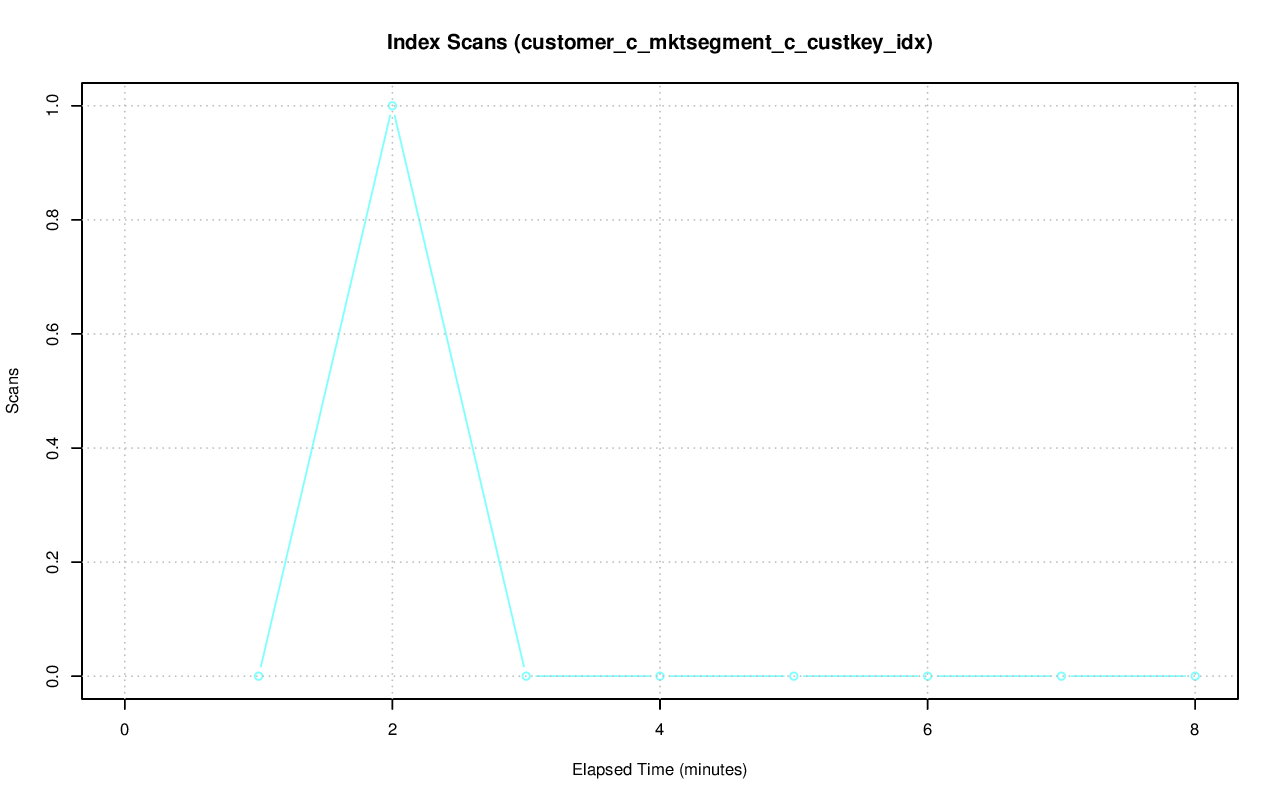 Index Scans (customer_c_mktsegment_c_custkey_idx)
1.0
0.8
0.6
0.4
0.2
0.0
Scans
0 2 4 6 8
Elapsed Time (minutes)